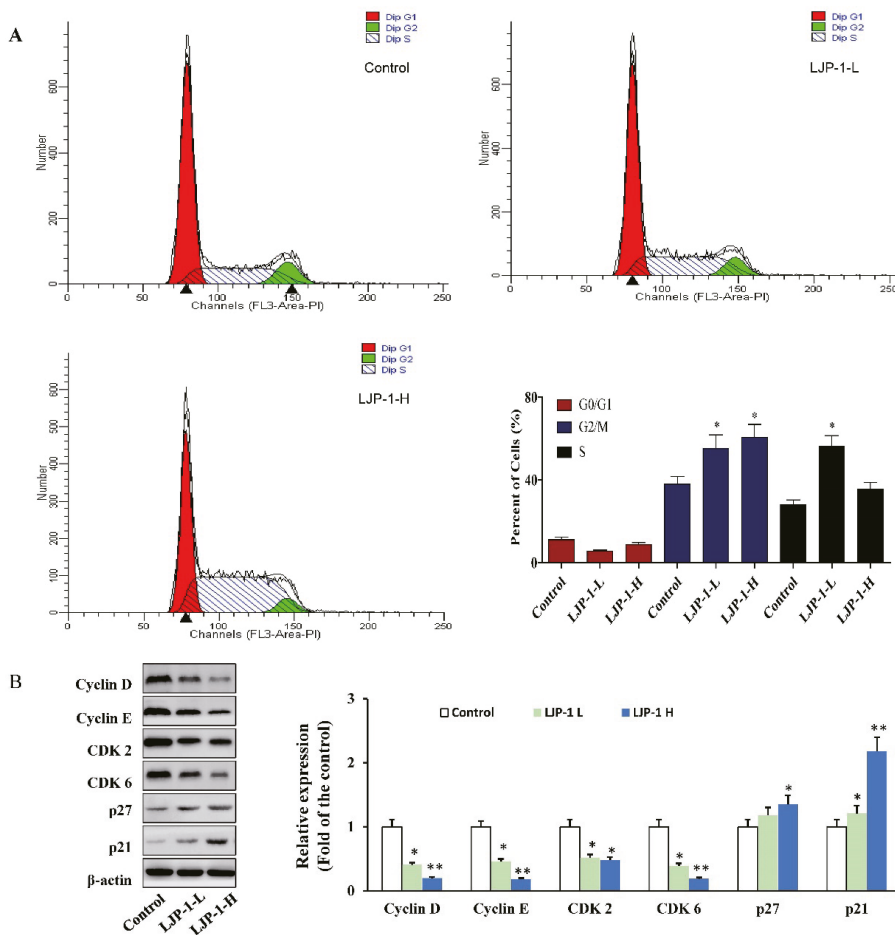 A
Dip G1
Dip G2
Dip S
Control
Number
0 200 400 600
0 50 100 150 200 250
Channels (FL3-Area-PI)
Dip G1
Dip G2
Dip S
LJP-1-L
Number
0 200 400 600
0 50 100 150 200 250
Channels (FL3-Area-PI)
Dip G1
Dip G2
Dip S
LJP-1-H
Number
0 100 200 300 400 500 600
0 50 100 150 200 250
Channels (FL3-Area-PI)
Percent of Cells (%)
80
40
0
G0/G1
G2/M
S
* * *
Control LJP-1-L LJP-1-H Control LJP-1-L LJP-1-H Control LJP-1-L LJP-1-H
B
Cyclin D
Cyclin E
CDK 2
CDK 6
p27
p21
β-actin
Control LJP-1-L LJP-1-H
Relative expression
(Fold of the control)
3
2
1
0
Control LJP-1 L LJP-1 H
* ** * ** * * * ** * * **
Cyclin D Cyclin E CDK 2 CDK 6 p27 p21